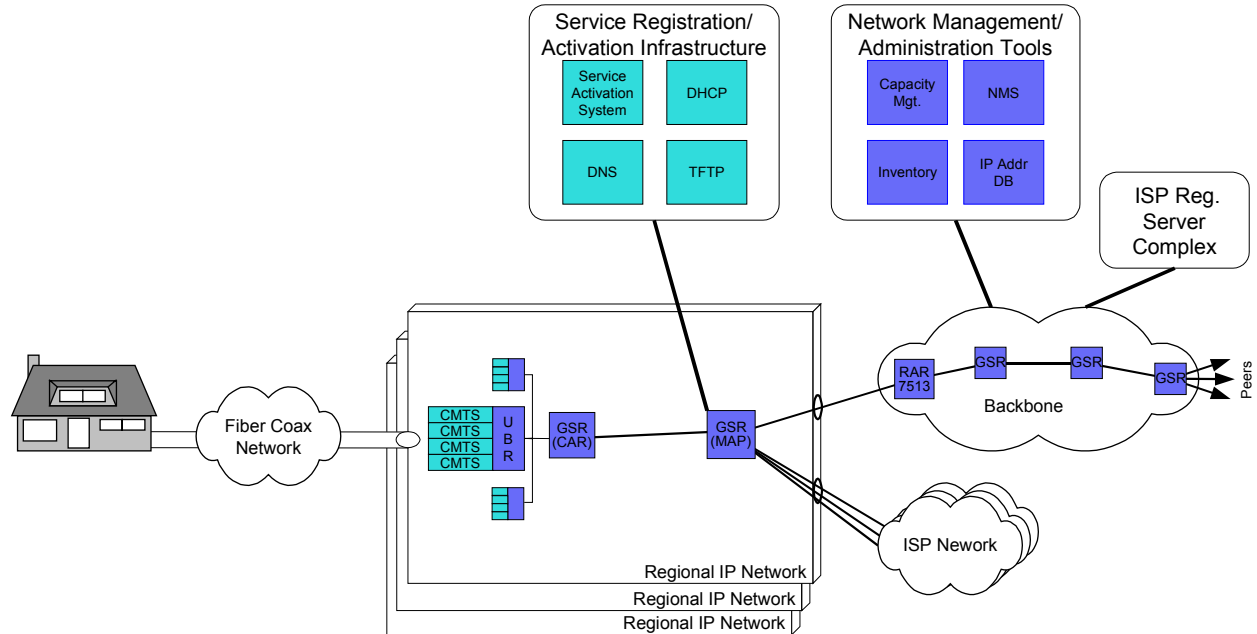 Service Registration/
Activation Infrastructure
Service
Activation
System
DHCP
DNS
TFTP
Network Management/
Administration Tools
Capacity
Mgt.
NMS
Inventory
IP Addr
DB
ISP Reg.
Server
Complex
Fiber Coax
Network
CMTS
CMTS
CMTS
CMTS
U
B
R
GSR
(CAR)
GSR
(MAP)
RAR
7513
GSR
GSR
GSR
Backbone
Peers
ISP Nework
Regional IP Network
Regional IP Network
Regional IP Network